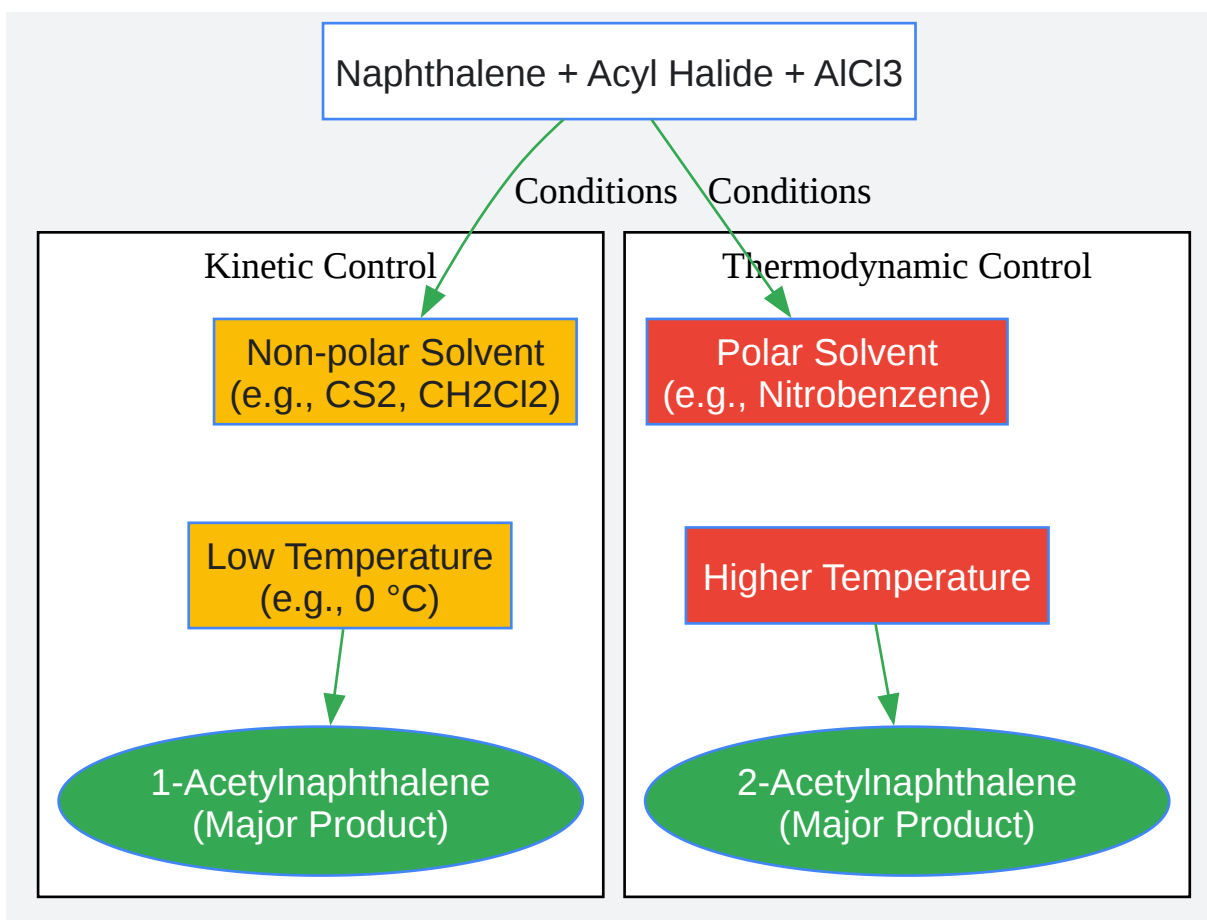 Naphthalene + Acyl Halide + AlCl3
Conditions
Conditions
Kinetic Control
Thermodynamic Control
Non-polar Solvent
(e.g., CS2, CH2Cl2)
Polar Solvent
(e.g., Nitrobenzene)
Low Temperature
(e.g., 0 °C)
Higher Temperature
1-Acetylnaphthalene
(Major Product)
2-Acetylnaphthalene
(Major Product)